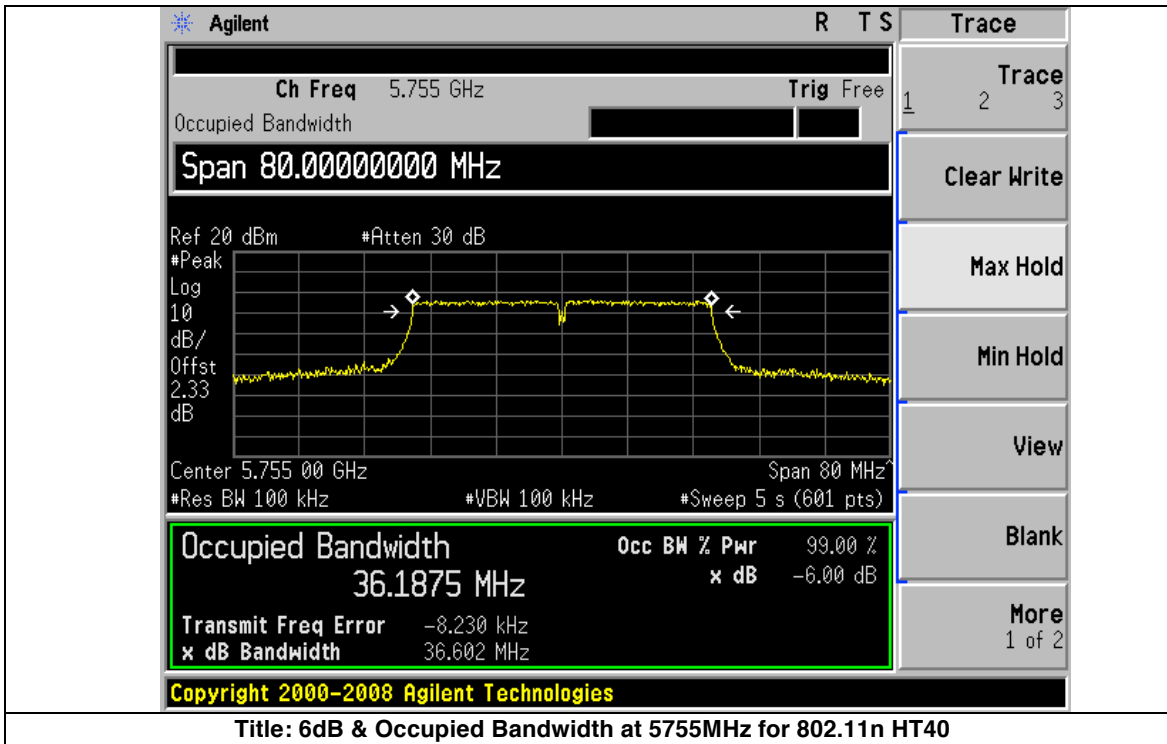 Agilent R T S Trace
Ch Freq 5.755 GHz Trig Free
Occupied Bandwidth
Span 80.00000000 MHz
Ref 20 dBm #Atten 30 dB
#Peak
Log
10
dB/
Offst
2.33
dB
Center 5.755 00 GHz Span 80 MHz^
#Res BW 100 kHz #VBW 100 kHz #Sweep 5 s (601 pts)
Occupied Bandwidth Occ BW % Pwr 99.00 %
36.1875 MHz x dB -6.00 dB
Transmit Freq Error -8.230 kHz
x dB Bandwidth 36.602 MHz
Copyright 2000-2008 Agilent Technologies
Trace
1 2 3
Clear Write
Max Hold
Min Hold
View
Blank
More
1 of 2
Title: 6dB & Occupied Bandwidth at 5755MHz for 802.11n HT40